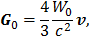 G₀ = 4/3 W₀/c² v,